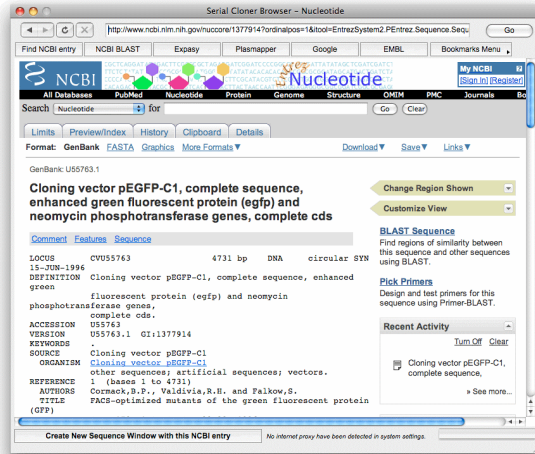 Serial Cloner Browser - Nucleotide
http://www.ncbi.nlm.nih.gov/nuccore/1377914?ordinalpos=1&itool=EntrezSystem2.PEntrez.Sequence.Sequ Go
Find NCBI entry NCBI BLAST Expasy Plasmapper Google EMBL Bookmarks Menu
NCBI Entrez Nucleotide My NCBI
[Sign In] [Register]
All Databases PubMed Nucleotide Protein Genome Structure OMIM PMC Journals Bo
Search Nucleotide for Go Clear
Limits Preview/Index History Clipboard Details
Format: GenBank FASTA Graphics More Formats Download Save Links
GenBank: U55763.1
Cloning vector pEGFP-C1, complete sequence,
enhanced green fluorescent protein (egfp) and
neomycin phosphotransferase genes, complete cds
Comment Features Sequence
LOCUS CVU55763 4731 bp DNA circular SYN
15-JUN-1996
DEFINITION Cloning vector pEGFP-C1, complete sequence, enhanced
green
fluorescent protein (egfp) and neomycin
phosphotransferase genes,
complete cds.
ACCESSION U55763
VERSION U55763.1 GI:1377914
KEYWORDS .
SOURCE Cloning vector pEGFP-C1
ORGANISM Cloning vector pEGFP-C1
other sequences; artificial sequences; vectors.
REFERENCE 1 (bases 1 to 4731)
AUTHORS Cormack,B.P., Valdivia,R.H. and Falkow,S.
TITLE FACS-optimized mutants of the green fluorescent protein
(GFP)
Change Region Shown
Customize View
BLAST Sequence
Find regions of similarity between
this sequence and other sequences
using BLAST.
Pick Primers
Design and test primers for this
sequence using Primer-BLAST.
Recent Activity
Turn Off Clear
Cloning vector pEGFP-C1,
complete sequence,
» See more...
Create New Sequence Window with this NCBI entry No internet proxy have been detected in system settings.